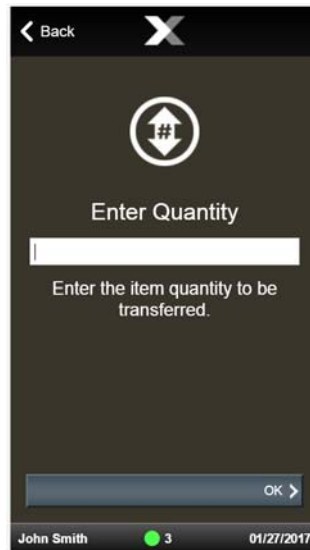 Back
#
Enter Quantity
Enter the item quantity to be
transferred.
OK
John Smith 3 01/27/2017